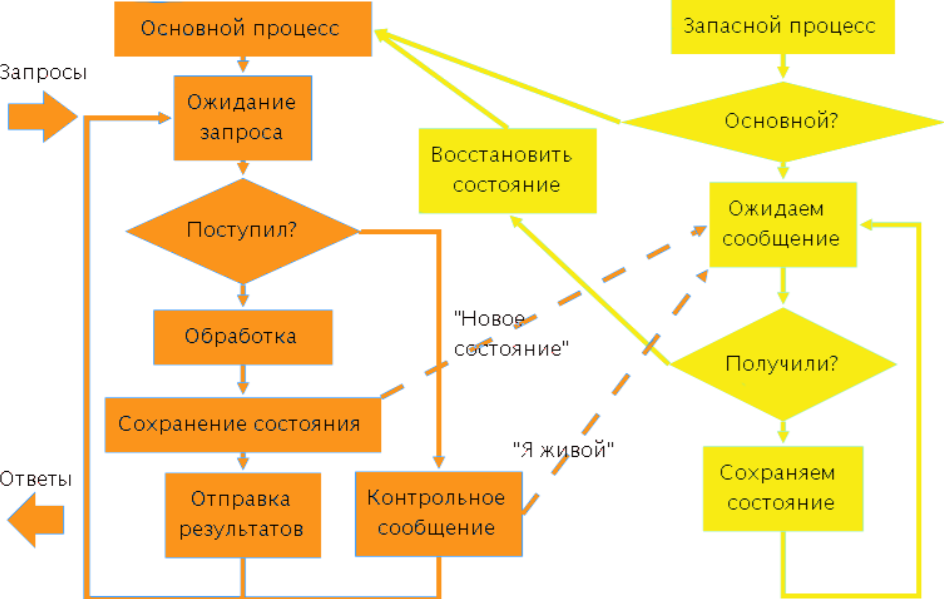 Основной процесс
Запросы
Ожидание
запроса
Поступил?
Обработка
Сохранение состояния
Ответы
Отправка
результатов
Контрольное
сообщение
"Новое
состояние"
"Я живой"
Восстановить
состояние
Запасной процесс
Основной?
Ожидаем
сообщение
Получили?
Сохраняем
состояние